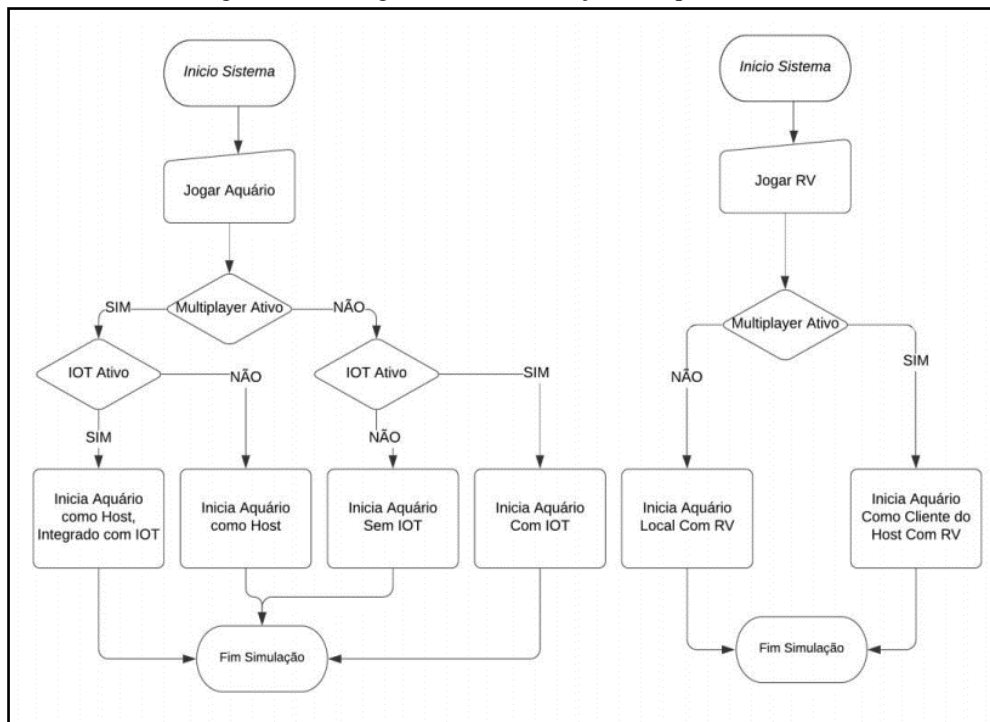 Inicio Sistema
Jogar Aquário
Multiplayer Ativo
SIM
NÃO
IOT Ativo
NÃO
SIM
IOT Ativo
SIM
NÃO
Inicia Aquário
como Host,
Integrado com IOT
Inicia Aquário
como Host
Inicia Aquário
Sem IOT
Inicia Aquário
Com IOT
Fim Simulação
Inicio Sistema
Jogar RV
Multiplayer Ativo
NÃO
SIM
Inicia Aquário
Local Com RV
Inicia Aquário
Como Cliente do
Host Com RV
Fim Simulação